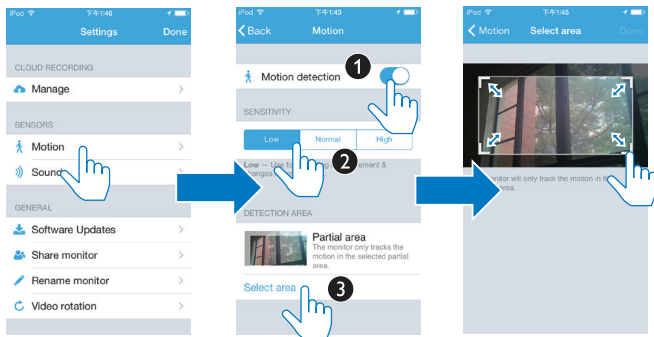 iPod 下午1:46
Settings Done
CLOUD RECORDING
Manage
SENSORS
Motion
Sound
GENERAL
Software Updates
Share monitor
Rename monitor
Video rotation
iPod 下午1:43
Back Motion
Motion detection 1
SENSITIVITY
Low Normal High
2
Low — Use fo
changes
DETECTION AREA
Partial area
The monitor only tracks the
motion in the selected partial
area.
Select area 3
iPod 下午1:45
Motion Select area Done
will only track the motion in
area.